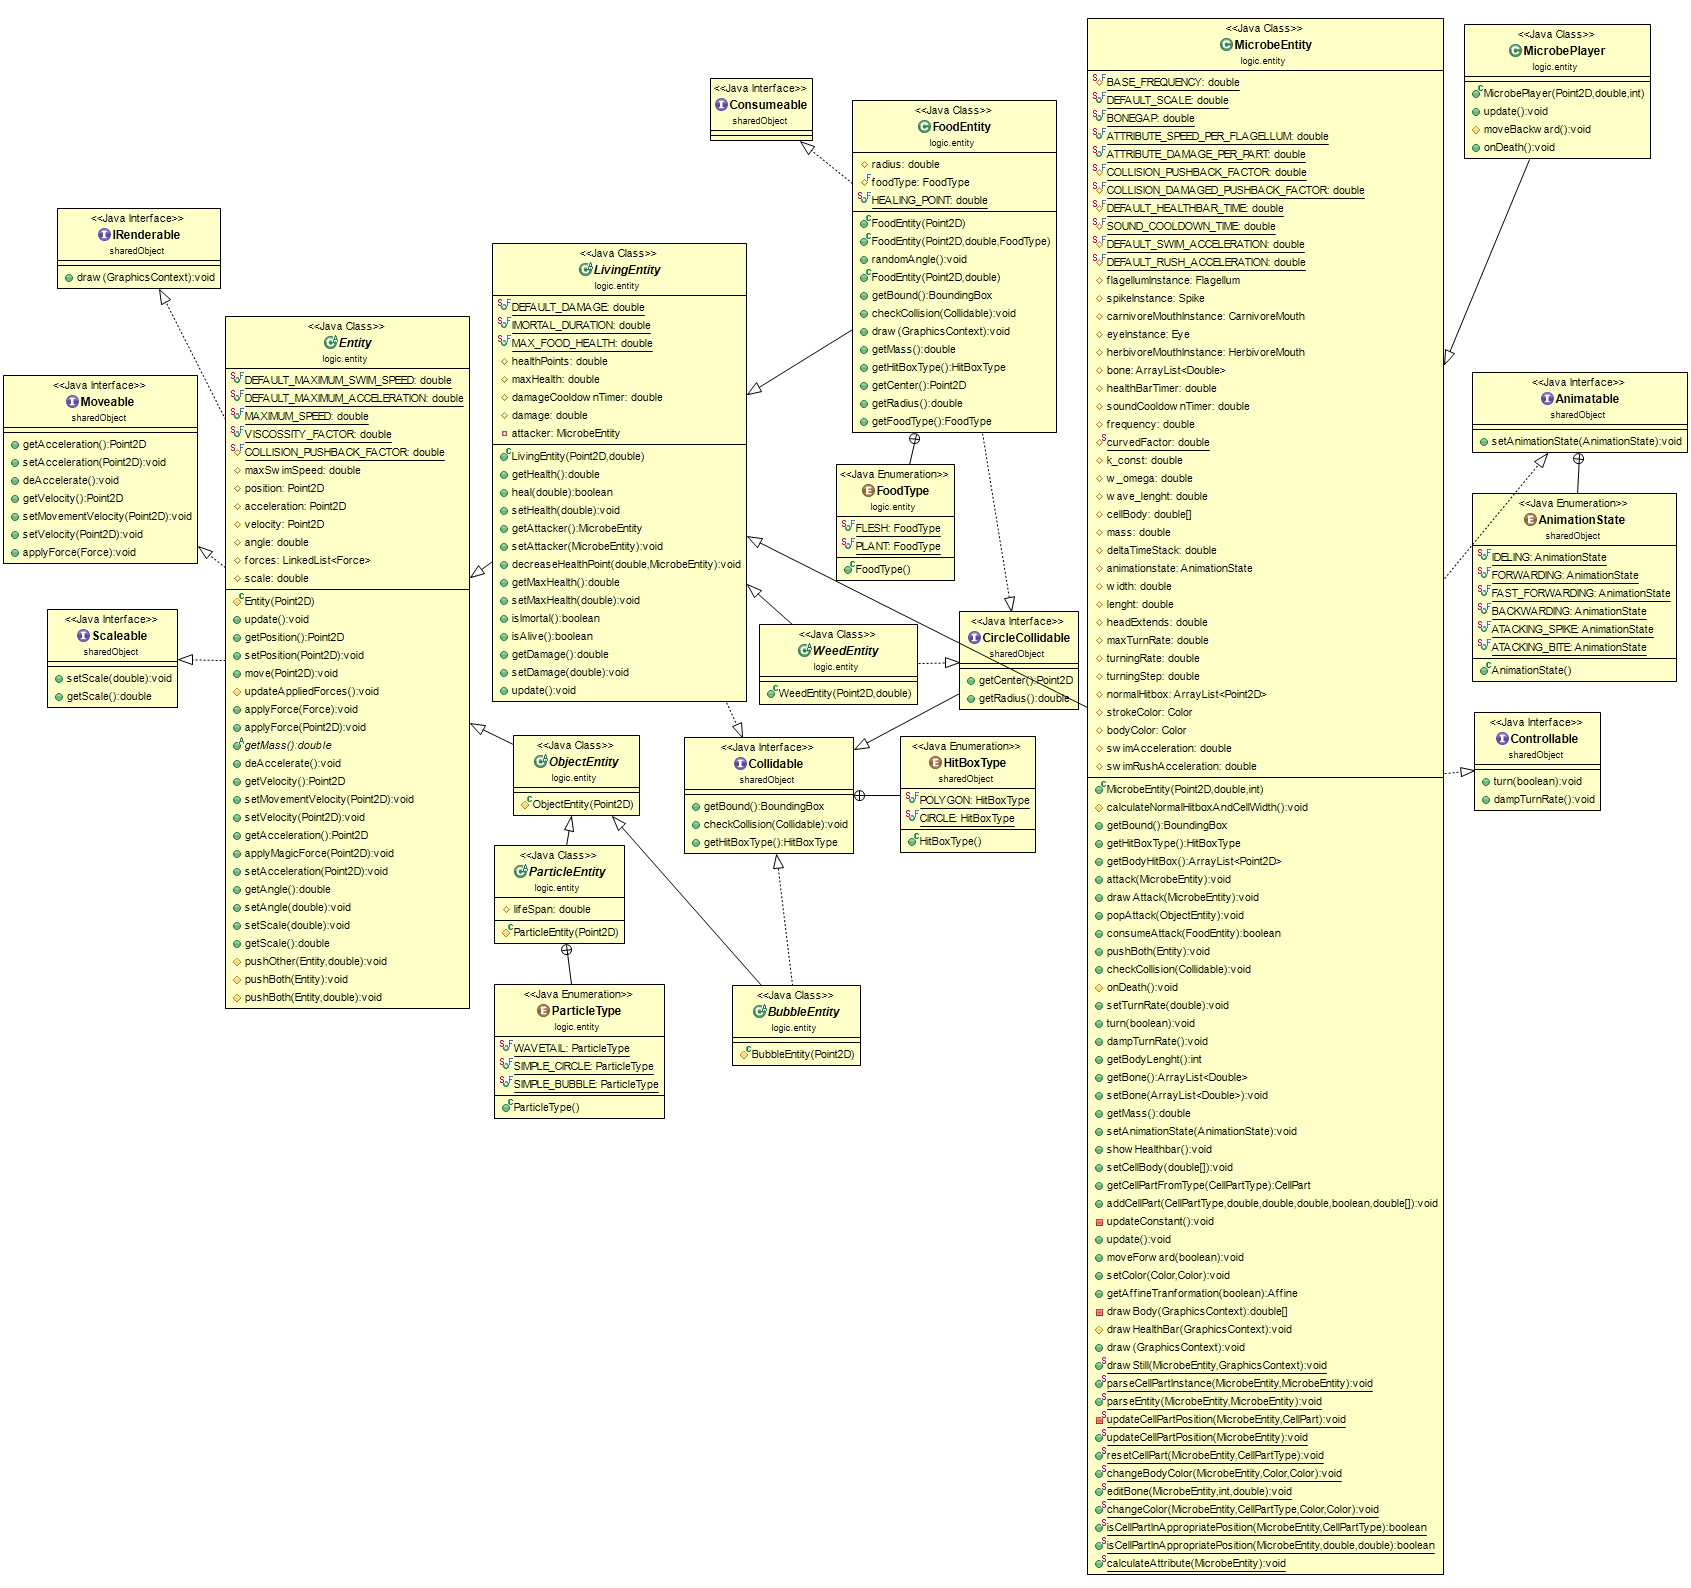 <<Java Interface>>
IRenderable
sharedObject
draw(GraphicsContext):void
<<Java Interface>>
Moveable
sharedObject
getAcceleration():Point2D
setAcceleration(Point2D):void
deAccelerate():void
getVelocity():Point2D
setMovementVelocity(Point2D):void
setVelocity(Point2D):void
applyForce(Force):void
<<Java Interface>>
Scaleable
sharedObject
setScale(double):void
getScale():double
<<Java Class>>
Entity
logic.entity
DEFAULT_MAXIMUM_SWIM_SPEED: double
DEFAULT_MAXIMUM_ACCELERATION: double
MAXIMUM_SPEED: double
VISCOSSITY_FACTOR: double
COLLISION_PUSHBACK_FACTOR: double
maxSwimSpeed: double
position: Point2D
acceleration: Point2D
velocity: Point2D
angle: double
forces: LinkedList<Force>
scale: double
Entity(Point2D)
update():void
getPosition():Point2D
setPosition(Point2D):void
move(Point2D):void
updateAppliedForces():void
applyForce(Force):void
applyForce(Point2D):void
getMass():double
deAccelerate():void
getVelocity():Point2D
setMovementVelocity(Point2D):void
setVelocity(Point2D):void
getAcceleration():Point2D
applyMagicForce(Point2D):void
setAcceleration(Point2D):void
getAngle():double
setAngle(double):void
setScale(double):void
getScale():double
pushOther(Entity,double):void
pushBoth(Entity):void
pushBoth(Entity,double):void
<<Java Class>>
LivingEntity
logic.entity
DEFAULT_DAMAGE: double
IMORTAL_DURATION: double
MAX_FOOD_HEALTH: double
healthPoints: double
maxHealth: double
damageCooldownTimer: double
damage: double
attacker: MicrobeEntity
LivingEntity(Point2D,double)
getHealth():double
heal(double):boolean
setHealth(double):void
getAttacker():MicrobeEntity
setAttacker(MicrobeEntity):void
decreaseHealthPoint(double,MicrobeEntity):void
getMaxHealth():double
setMaxHealth(double):void
isImortal():boolean
isAlive():boolean
getDamage():double
setDamage(double):void
update():void
<<Java Class>>
ObjectEntity
logic.entity
ObjectEntity(Point2D)
<<Java Class>>
ParticleEntity
logic.entity
lifeSpan: double
ParticleEntity(Point2D)
<<Java Enumeration>>
ParticleType
logic.entity
WAVETAIL: ParticleType
SIMPLE_CIRCLE: ParticleType
SIMPLE_BUBBLE: ParticleType
ParticleType()
<<Java Interface>>
Consumeable
sharedObject
<<Java Class>>
FoodEntity
logic.entity
radius: double
foodType: FoodType
HEALING_POINT: double
FoodEntity(Point2D)
FoodEntity(Point2D,double,FoodType)
randomAngle():void
FoodEntity(Point2D,double)
getBound():BoundingBox
checkCollision(Collidable):void
draw(GraphicsContext):void
getMass():double
getHitBoxType():HitBoxType
getCenter():Point2D
getRadius():double
getFoodType():FoodType
<<Java Enumeration>>
FoodType
logic.entity
FLESH: FoodType
PLANT: FoodType
FoodType()
<<Java Class>>
WeedEntity
logic.entity
WeedEntity(Point2D,double)
<<Java Interface>>
CircleCollidable
sharedObject
getCenter():Point2D
getRadius():double
<<Java Interface>>
Collidable
sharedObject
getBound():BoundingBox
checkCollision(Collidable):void
getHitBoxType():HitBoxType
<<Java Enumeration>>
HitBoxType
sharedObject
POLYGON: HitBoxType
CIRCLE: HitBoxType
HitBoxType()
<<Java Class>>
BubbleEntity
logic.entity
BubbleEntity(Point2D)
<<Java Class>>
MicrobeEntity
logic.entity
BASE_FREQUENCY: double
DEFAULT_SCALE: double
BONEGAP: double
ATTRIBUTE_SPEED_PER_FLAGELLUM: double
ATTRIBUTE_DAMAGE_PER_PART: double
COLLISION_PUSHBACK_FACTOR: double
COLLISION_DAMAGED_PUSHBACK_FACTOR: double
DEFAULT_HEALTHBAR_TIME: double
SOUND_COOLDOWN_TIME: double
DEFAULT_SWIM_ACCELERATION: double
DEFAULT_RUSH_ACCELERATION: double
flagellumInstance: Flagellum
spikeInstance: Spike
carnivoreMouthInstance: CarnivoreMouth
eyeInstance: Eye
herbivoreMouthInstance: HerbivoreMouth
bone: ArrayList<Double>
healthBarTimer: double
soundCooldownTimer: double
frequency: double
curvedFactor: double
k_const: double
w_omega: double
wave_lenght: double
cellBody: double[]
mass: double
deltaTimeStack: double
animationstate: AnimationState
width: double
lenght: double
headExtends: double
maxTurnRate: double
turningRate: double
turningStep: double
normalHitbox: ArrayList<Point2D>
strokeColor: Color
bodyColor: Color
swimAcceleration: double
swimRushAcceleration: double
MicrobeEntity(Point2D,double,int)
calculateNormalHitboxAndCellWidth():void
getBound():BoundingBox
getHitBoxType():HitBoxType
getBodyHitBox():ArrayList<Point2D>
attack(MicrobeEntity):void
drawAttack(MicrobeEntity):void
popAttack(ObjectEntity):void
consumeAttack(FoodEntity):boolean
pushBoth(Entity):void
checkCollision(Collidable):void
onDeath():void
setTurnRate(double):void
turn(boolean):void
dampTurnRate():void
getBodyLenght():int
getBone():ArrayList<Double>
setBone(ArrayList<Double>):void
getMass():double
setAnimationState(AnimationState):void
showHealthbar():void
setCellBody(double[]):void
getCellPartFromType(CellPartType):CellPart
addCellPart(CellPartType,double,double,double,boolean,double[]):void
updateConstant():void
update():void
moveForward(boolean):void
setColor(Color,Color):void
getAffineTranformation(boolean):Affine
drawBody(GraphicsContext):double[]
drawHealthBar(GraphicsContext):void
draw(GraphicsContext):void
drawStill(MicrobeEntity,GraphicsContext):void
parseCellPartInstance(MicrobeEntity,MicrobeEntity):void
parseEntity(MicrobeEntity,MicrobeEntity):void
updateCellPartPosition(MicrobeEntity,CellPart):void
updateCellPartPosition(MicrobeEntity):void
resetCellPart(MicrobeEntity,CellPartType):void
changeBodyColor(MicrobeEntity,Color,Color):void
editBone(MicrobeEntity,int,double):void
changeColor(MicrobeEntity,CellPartType,Color,Color):void
isCellPartInAppropriatePosition(MicrobeEntity,CellPartType):boolean
isCellPartInAppropriatePosition(MicrobeEntity,double,double):boolean
calculateAttribute(MicrobeEntity):void
<<Java Class>>
MicrobePlayer
logic.entity
MicrobePlayer(Point2D,double,int)
update():void
moveBackward():void
onDeath():void
<<Java Interface>>
Animatable
sharedObject
setAnimationState(AnimationState):void
<<Java Enumeration>>
AnimationState
sharedObject
IDELING: AnimationState
FORWARDING: AnimationState
FAST_FORWARDING: AnimationState
BACKWARDING: AnimationState
ATACKING_SPIKE: AnimationState
ATACKING_BITE: AnimationState
AnimationState()
<<Java Interface>>
Controllable
sharedObject
turn(boolean):void
dampTurnRate():void